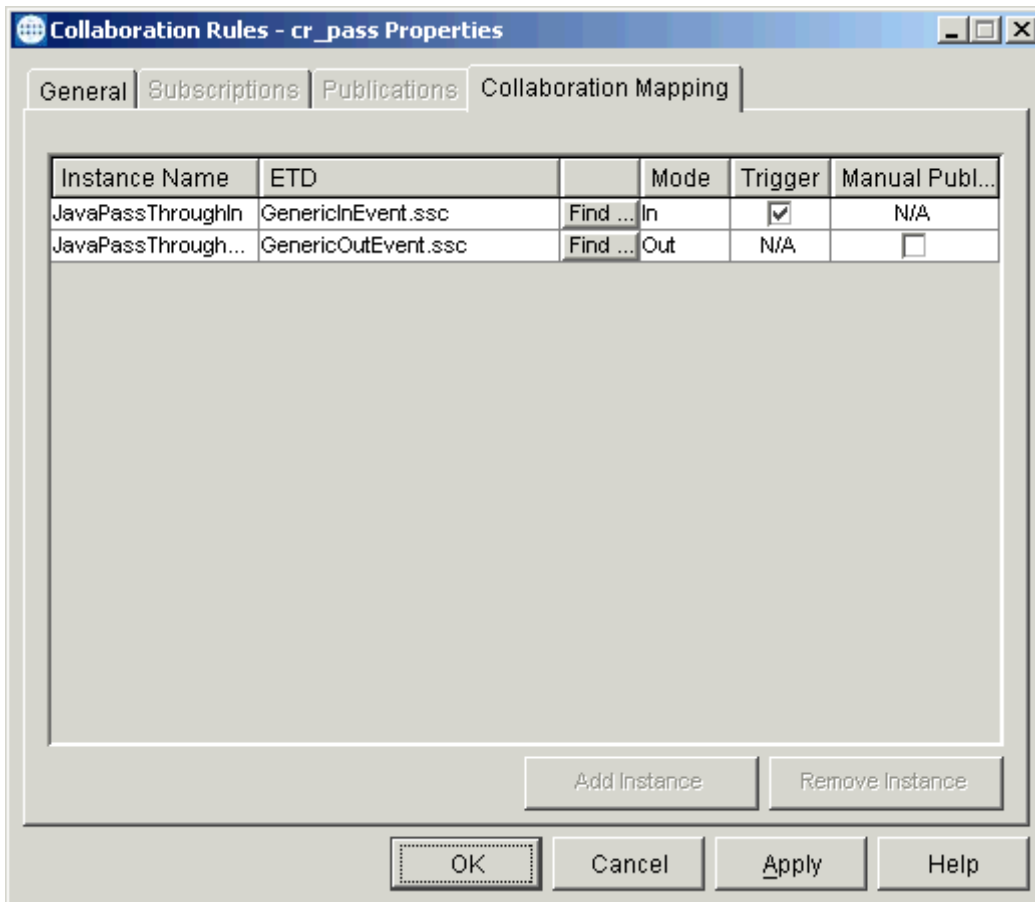 Collaboration Rules - cr_pass Properties
General Subscriptions Publications Collaboration Mapping
Instance Name ETD Mode Trigger Manual Publ...
JavaPassThroughIn GenericInEvent.ssc Find ... In N/A
JavaPassThrough... GenericOutEvent.ssc Find ... Out N/A
Add Instance Remove Instance
OK Cancel Apply Help